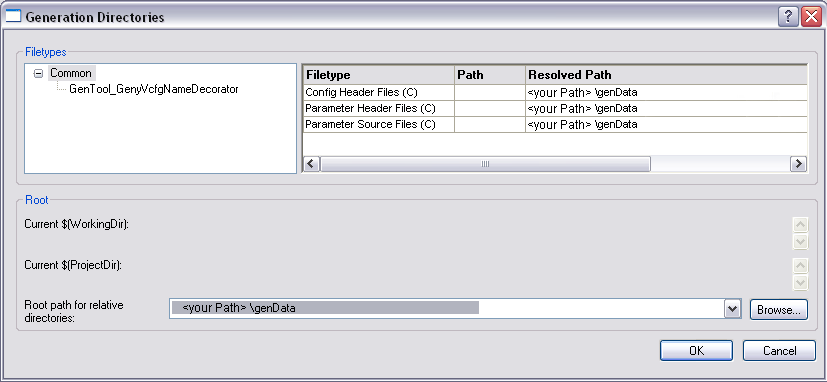 Generation Directories
Filetypes
Common
GenTool_GenyVcfgNameDecorator
Filetype Path Resolved Path
Config Header Files (C) <your Path> \genData
Parameter Header Files (C) <your Path> \genData
Parameter Source Files (C) <your Path> \genData
Root
Current $(WorkingDir):
Current $(ProjectDir):
Root path for relative
directories:
<your Path> \genData
Browse...
OK Cancel